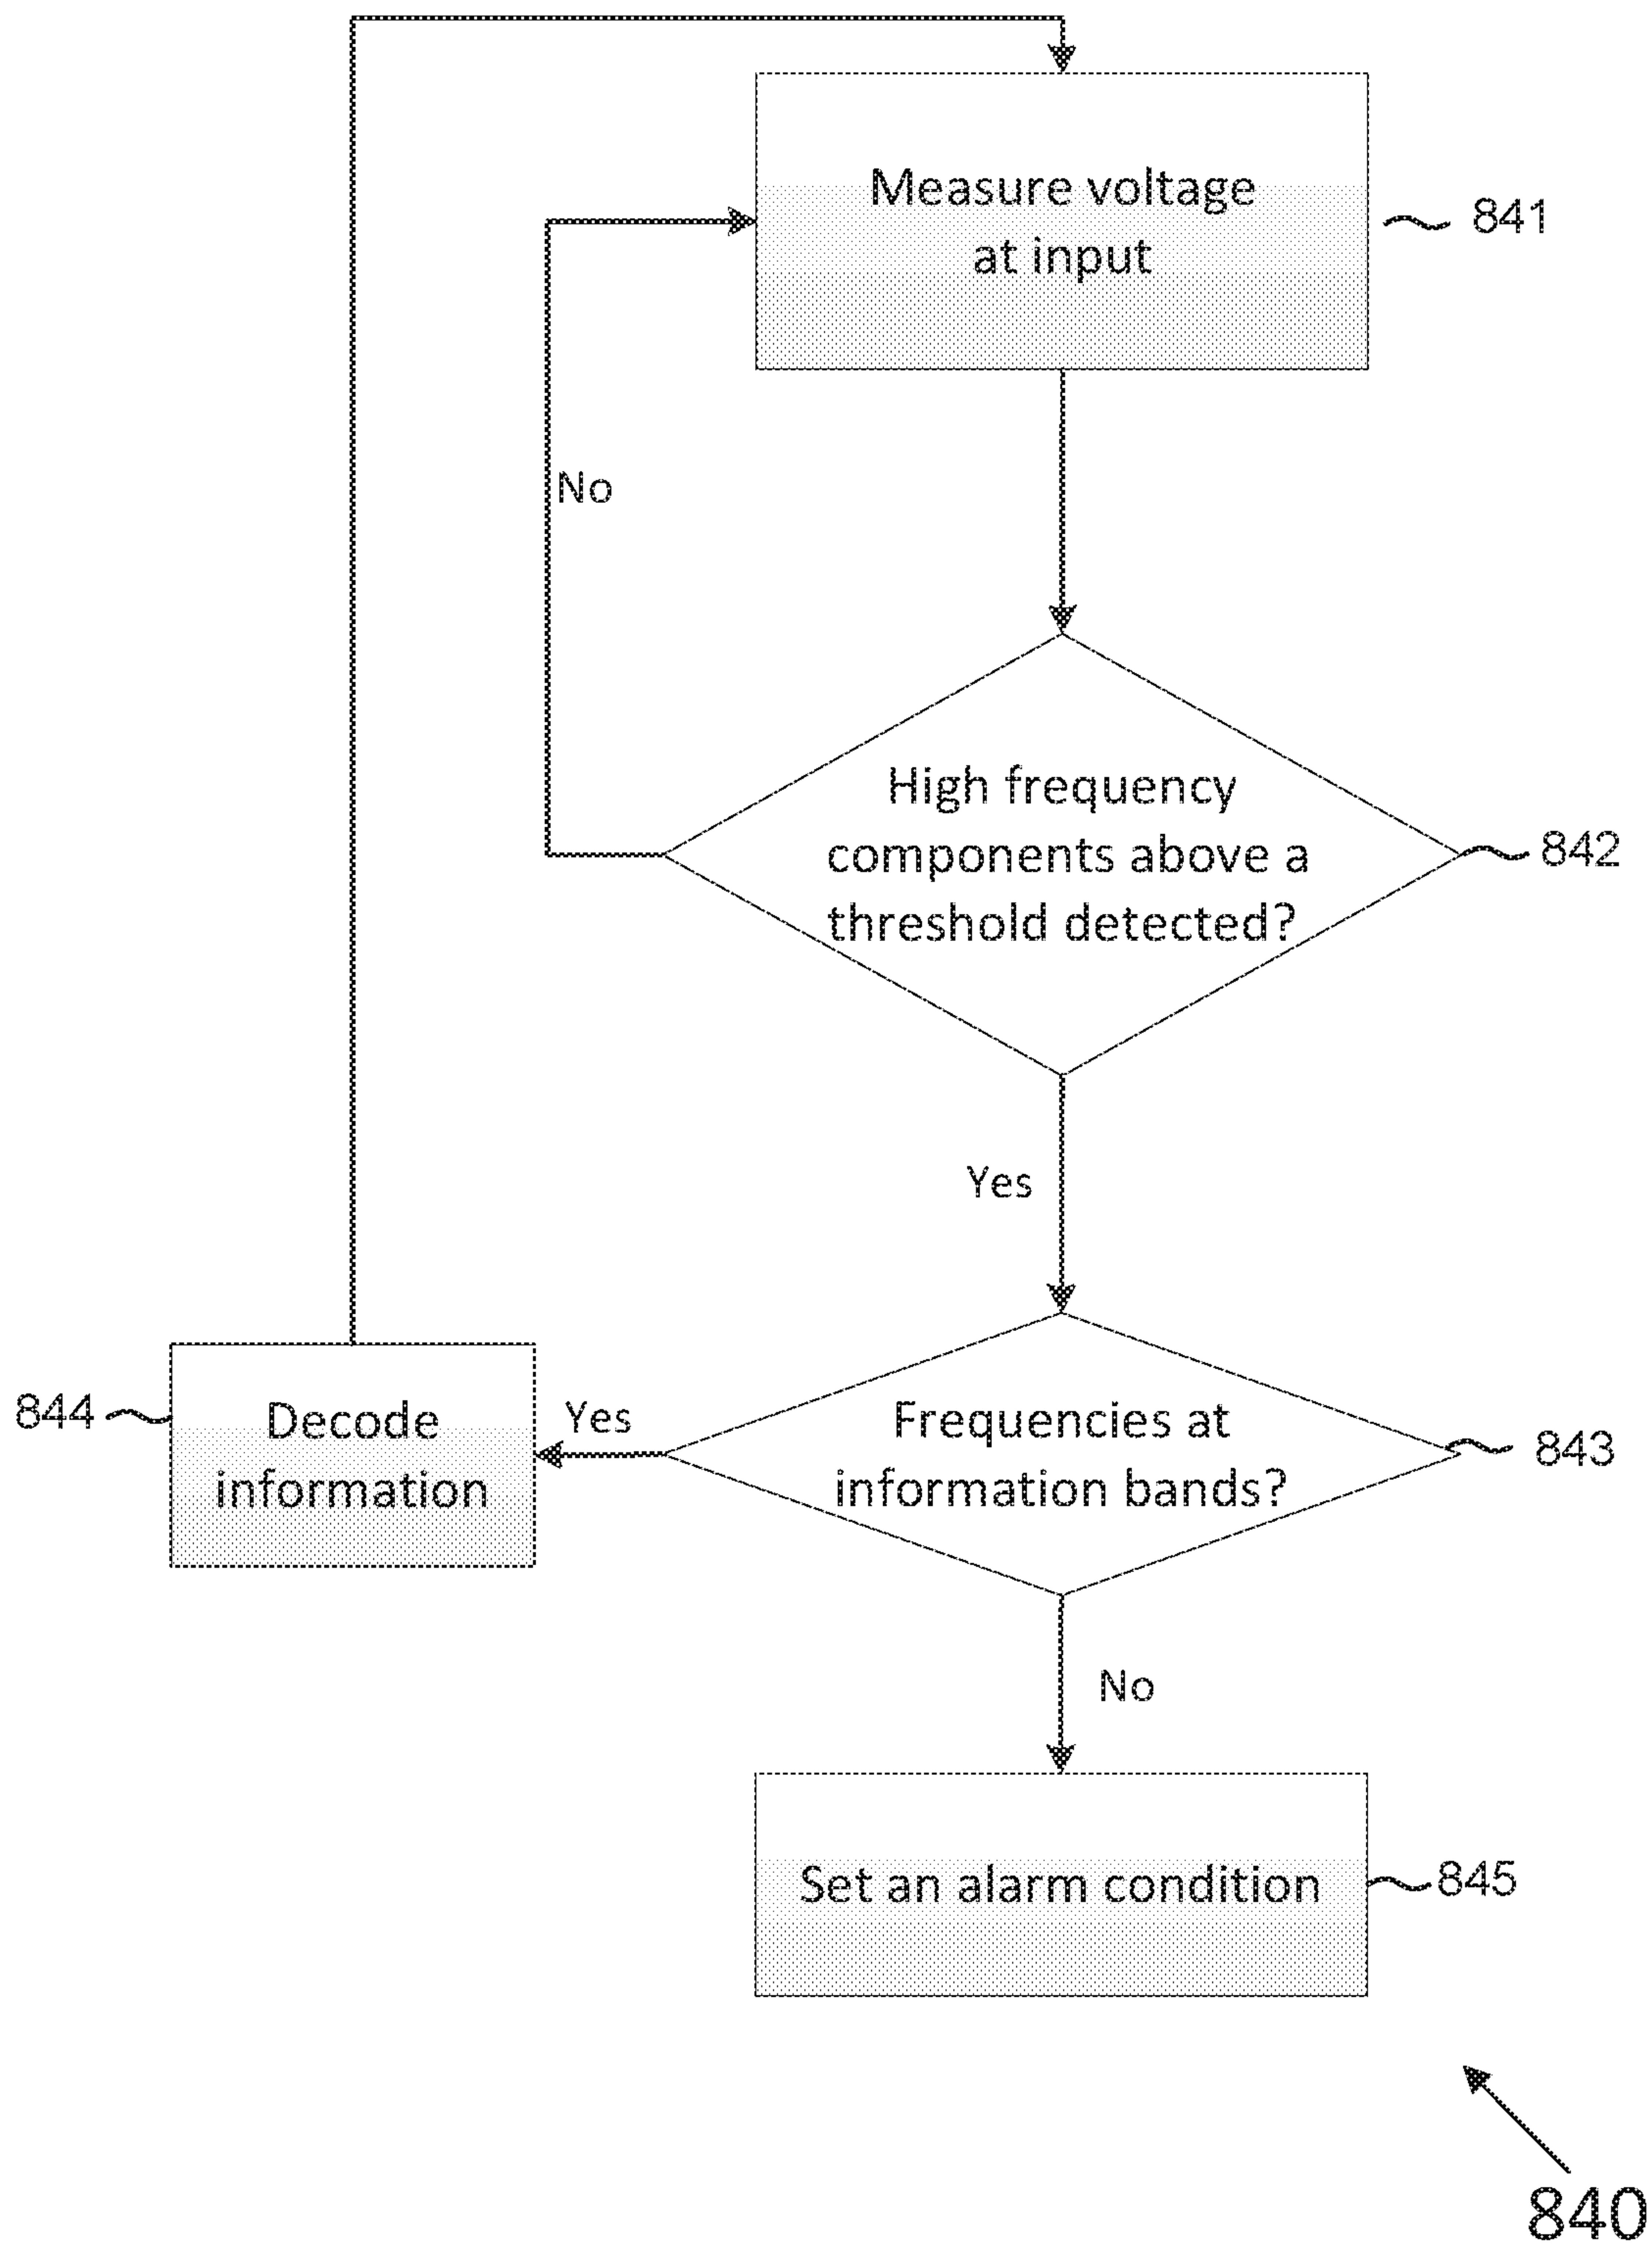 Measure voltage
at input
841
No
High frequency
components above a
threshold detected?
842
Yes
844
Decode
information
Yes
Frequencies at
information bands?
843
No
Set an alarm condition
845
840